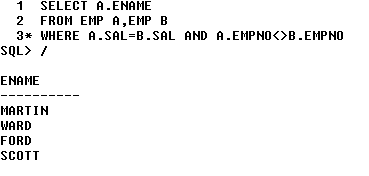 1 SELECT A.ENAME
2 FROM EMP A,EMP B
3* WHERE A.SAL=B.SAL AND A.EMPNO<>B.EMPNO
SQL> /
ENAME
----------
MARTIN
WARD
FORD
SCOTT